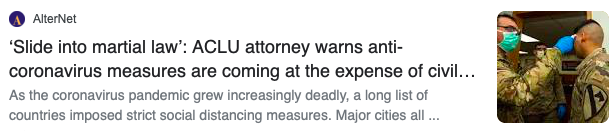 AlterNet
‘Slide into martial law’: ACLU attorney warns anti-
coronavirus measures are coming at the expense of civil…
As the coronavirus pandemic grew increasingly deadly, a long list of
countries imposed strict social distancing measures. Major cities all ...